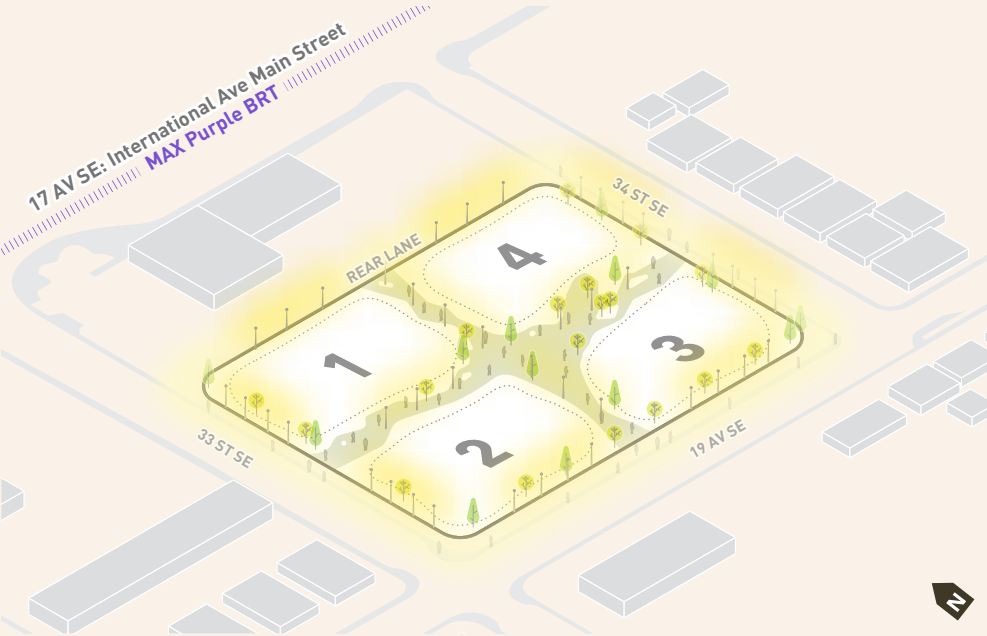 17 AV SE: International Ave Main Street
MAX Purple BRT
34 ST SE
REAR LANE
4
1
3
2
33 ST SE
19 AV SE
N